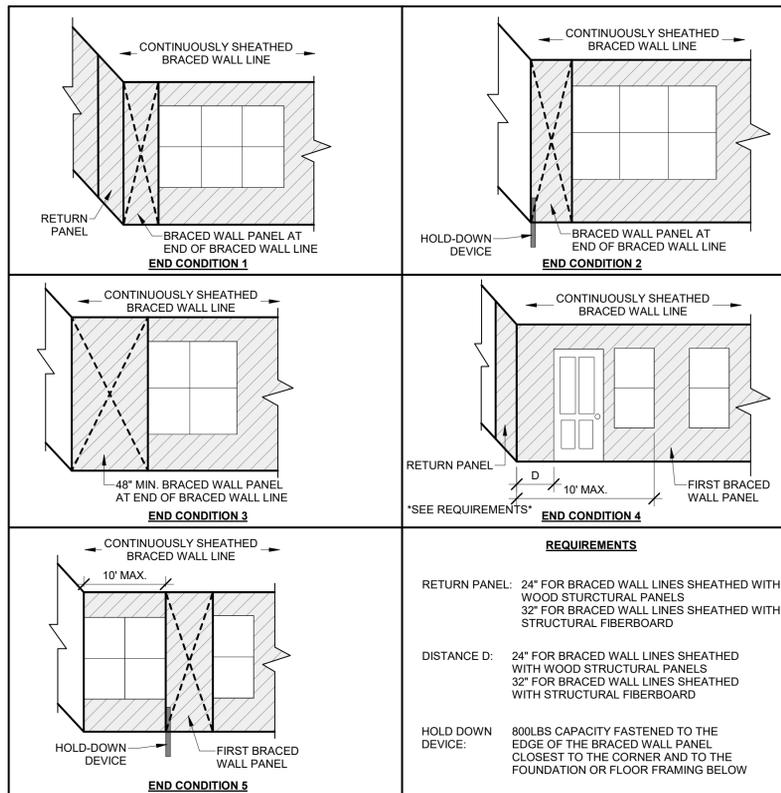 CONTINUOUSLY SHEATHED
BRACED WALL LINE
RETURN
PANEL
BRACED WALL PANEL AT
END OF BRACED WALL LINE
END CONDITION 1
CONTINUOUSLY SHEATHED
BRACED WALL LINE
HOLD-DOWN
DEVICE
BRACED WALL PANEL AT
END OF BRACED WALL LINE
END CONDITION 2
CONTINUOUSLY SHEATHED
BRACED WALL LINE
48" MIN. BRACED WALL PANEL
AT END OF BRACED WALL LINE
END CONDITION 3
CONTINUOUSLY SHEATHED
BRACED WALL LINE
RETURN PANEL
D
10' MAX.
*SEE REQUIREMENTS*
FIRST BRACED
WALL PANEL
END CONDITION 4
CONTINUOUSLY SHEATHED
BRACED WALL LINE
10' MAX.
HOLD-DOWN
DEVICE
FIRST BRACED
WALL PANEL
END CONDITION 5
REQUIREMENTS
RETURN PANEL: 24" FOR BRACED WALL LINES SHEATHED WITH
WOOD STURCTURAL PANELS
32" FOR BRACED WALL LINES SHEATHED WITH
STRUCTURAL FIBERBOARD
DISTANCE D: 24" FOR BRACED WALL LINES SHEATHED
WITH WOOD STRUCTURAL PANELS
32" FOR BRACED WALL LINES SHEATHED
WITH STRUCTURAL FIBERBOARD
HOLD DOWN 800LBS CAPACITY FASTENED TO THE
DEVICE: EDGE OF THE BRACED WALL PANEL
CLOSEST TO THE CORNER AND TO THE
FOUNDATION OR FLOOR FRAMING BELOW